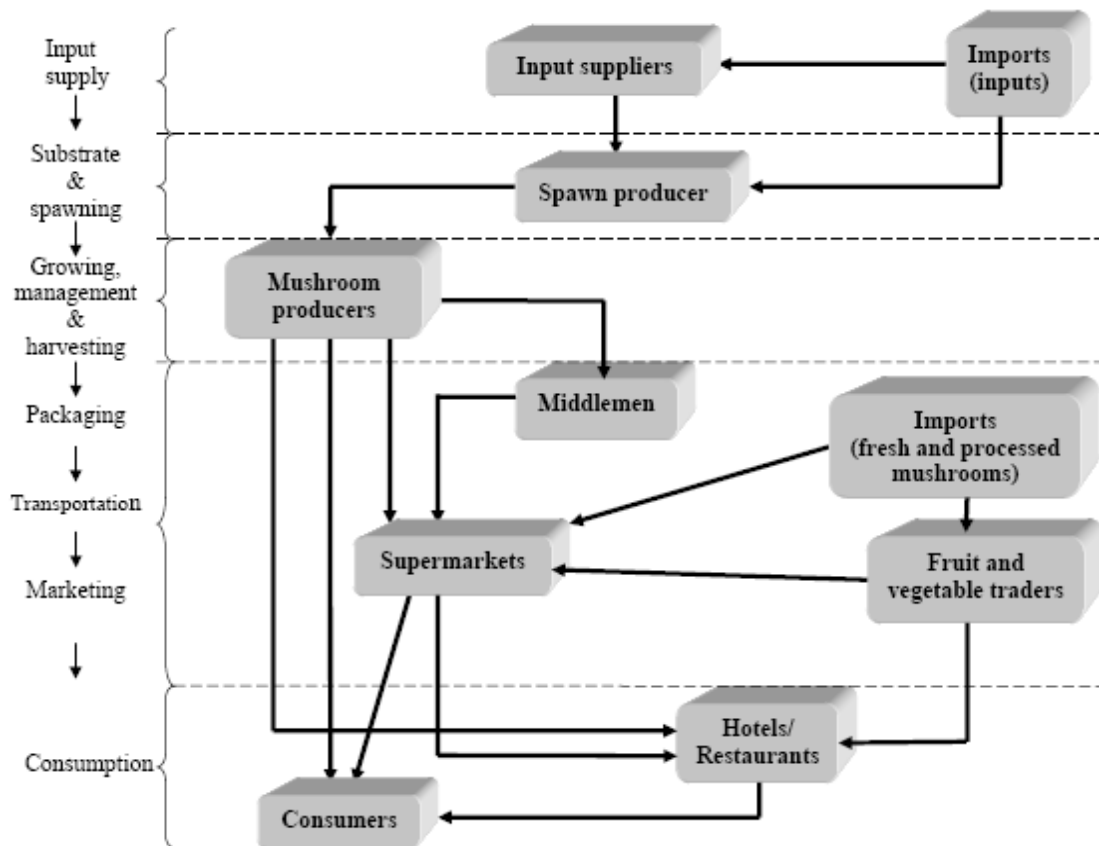 Input
supply
Input suppliers
Imports
(inputs)
Substrate
&
spawning
Spawn producer
Growing,
management
&
harvesting
Mushroom
producers
Packaging
Middlemen
Imports
(fresh and processed
mushrooms)
Transportation
Supermarkets
Fruit and
vegetable traders
Marketing
Hotels/
Restaurants
Consumption
Consumers